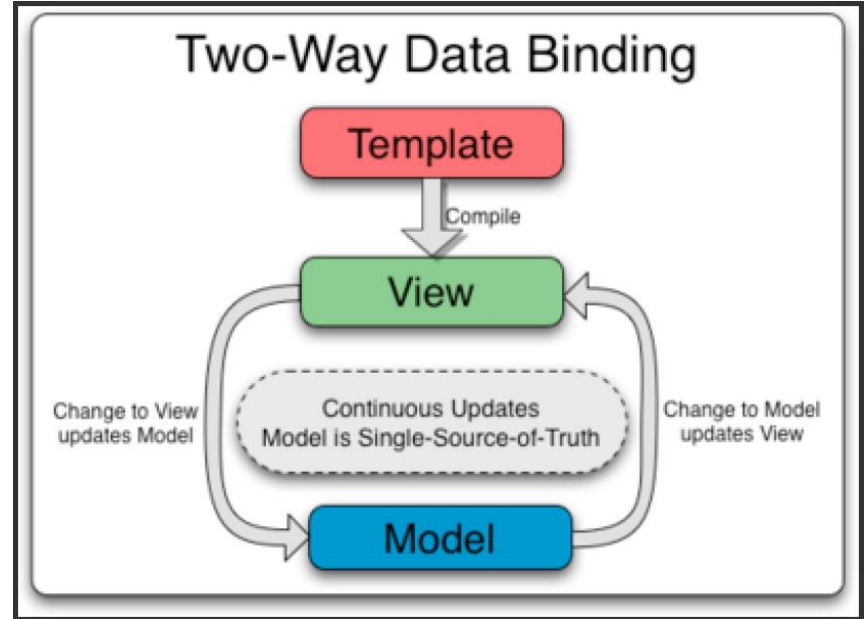 Two-Way Data Binding
Template
Compile
View
Change to View
updates Model
Continuous Updates
Model is Single-Source-of-Truth
Change to Model
updates View
Model